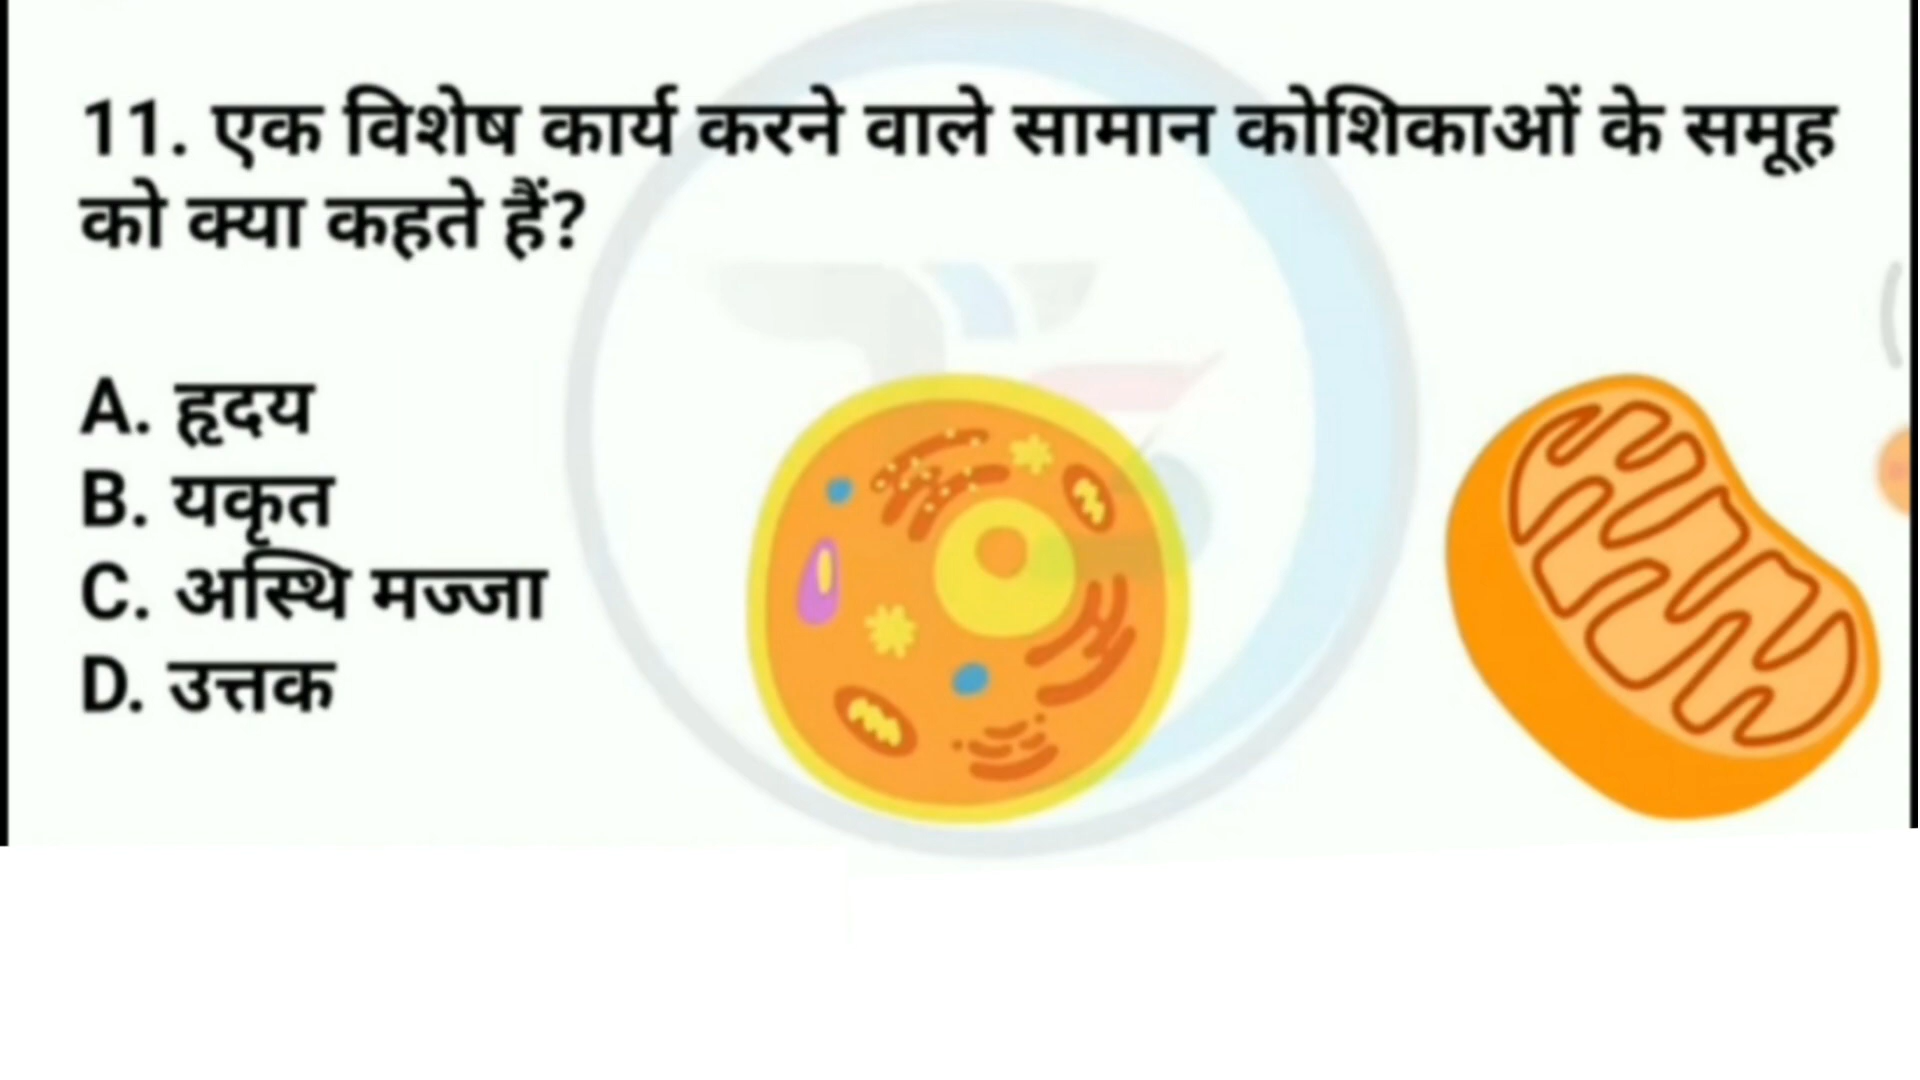 11. एक विशेष कार्य करने वाले सामान कोशिकाओं के समूह
को क्या कहते हैं?
A. हृदय
B. यकृत
C. अस्थि मज्जा
D. उत्तक